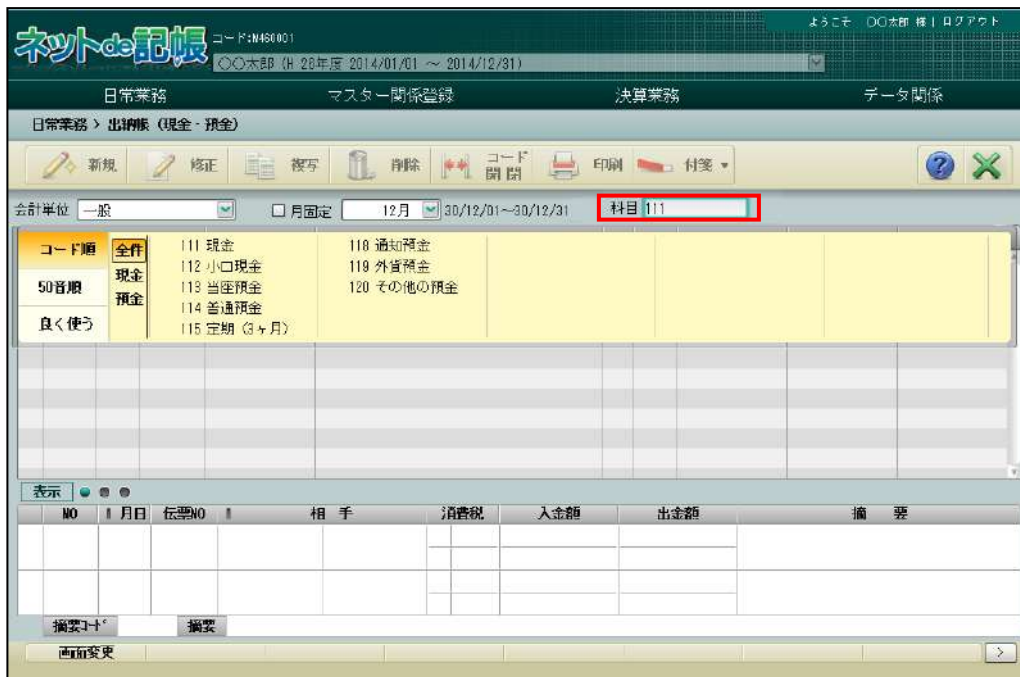 ようこそ 〇〇太郎 様 | ログアウト
ネットde記帳 コード:N460001
〇〇太郎 (H 26年度 2014/01/01 ～ 2014/12/31)
日常業務 マスター関係登録 決算業務 データ関係
日常業務 > 出納帳 (現金・預金)
新規 修正 複写 削除 コード開閉 印刷 付箋
会計単位 一般 月固定 12月 30/12/01～30/12/31 科目 111
コード順 全件 111 現金 118 通知預金
現金 112 小口現金 119 外貨預金
50音順 預金 113 当座預金 120 その他の預金
114 普通預金
良く使う 115 定期 (3ヶ月)
表示
NO 月日 伝票NO 相 手 消費税 入金額 出金額 摘 要
摘要コード 摘要
画面変更